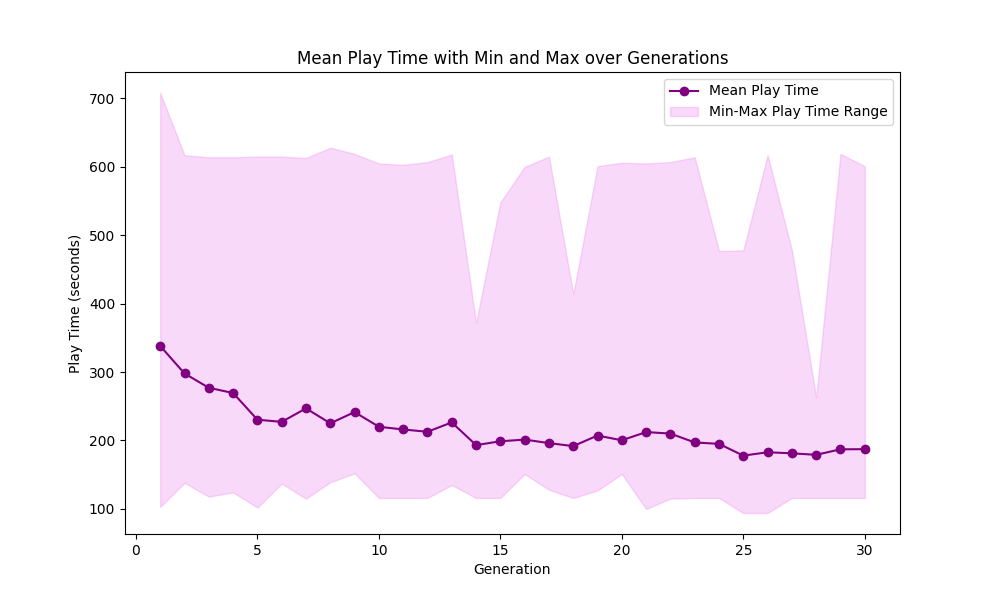 Mean Play Time with Min and Max over Generations
Mean Play Time
Min-Max Play Time Range
Play Time (seconds)
700
600
500
400
300
200
100
0 5 10 15 20 25 30
Generation